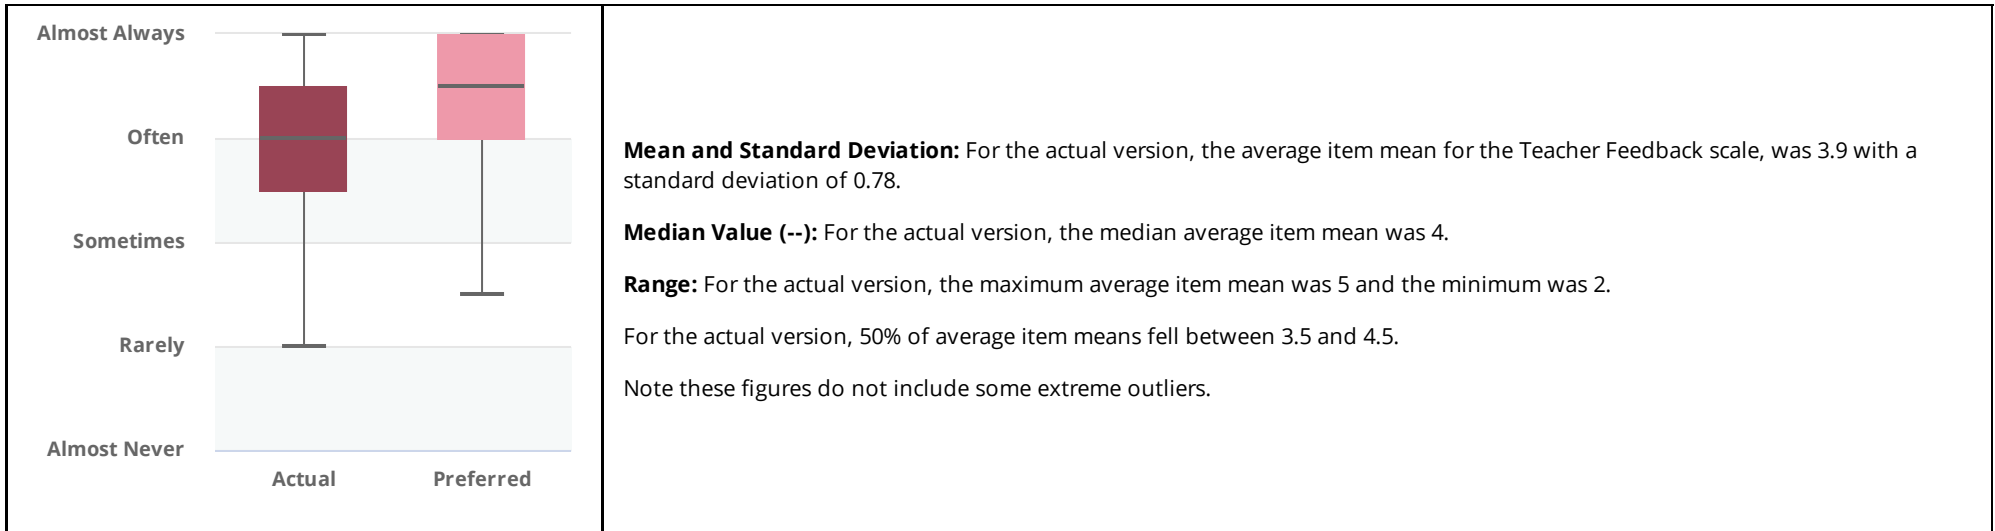 Almost Always
Often
Sometimes
Rarely
Almost Never
Actual
Preferred
Mean and Standard Deviation: For the actual version, the average item mean for the Teacher Feedback scale, was 3.9 with a
standard deviation of 0.78.
Median Value (--): For the actual version, the median average item mean was 4.
Range: For the actual version, the maximum average item mean was 5 and the minimum was 2.
For the actual version, 50% of average item means fell between 3.5 and 4.5.
Note these figures do not include some extreme outliers.